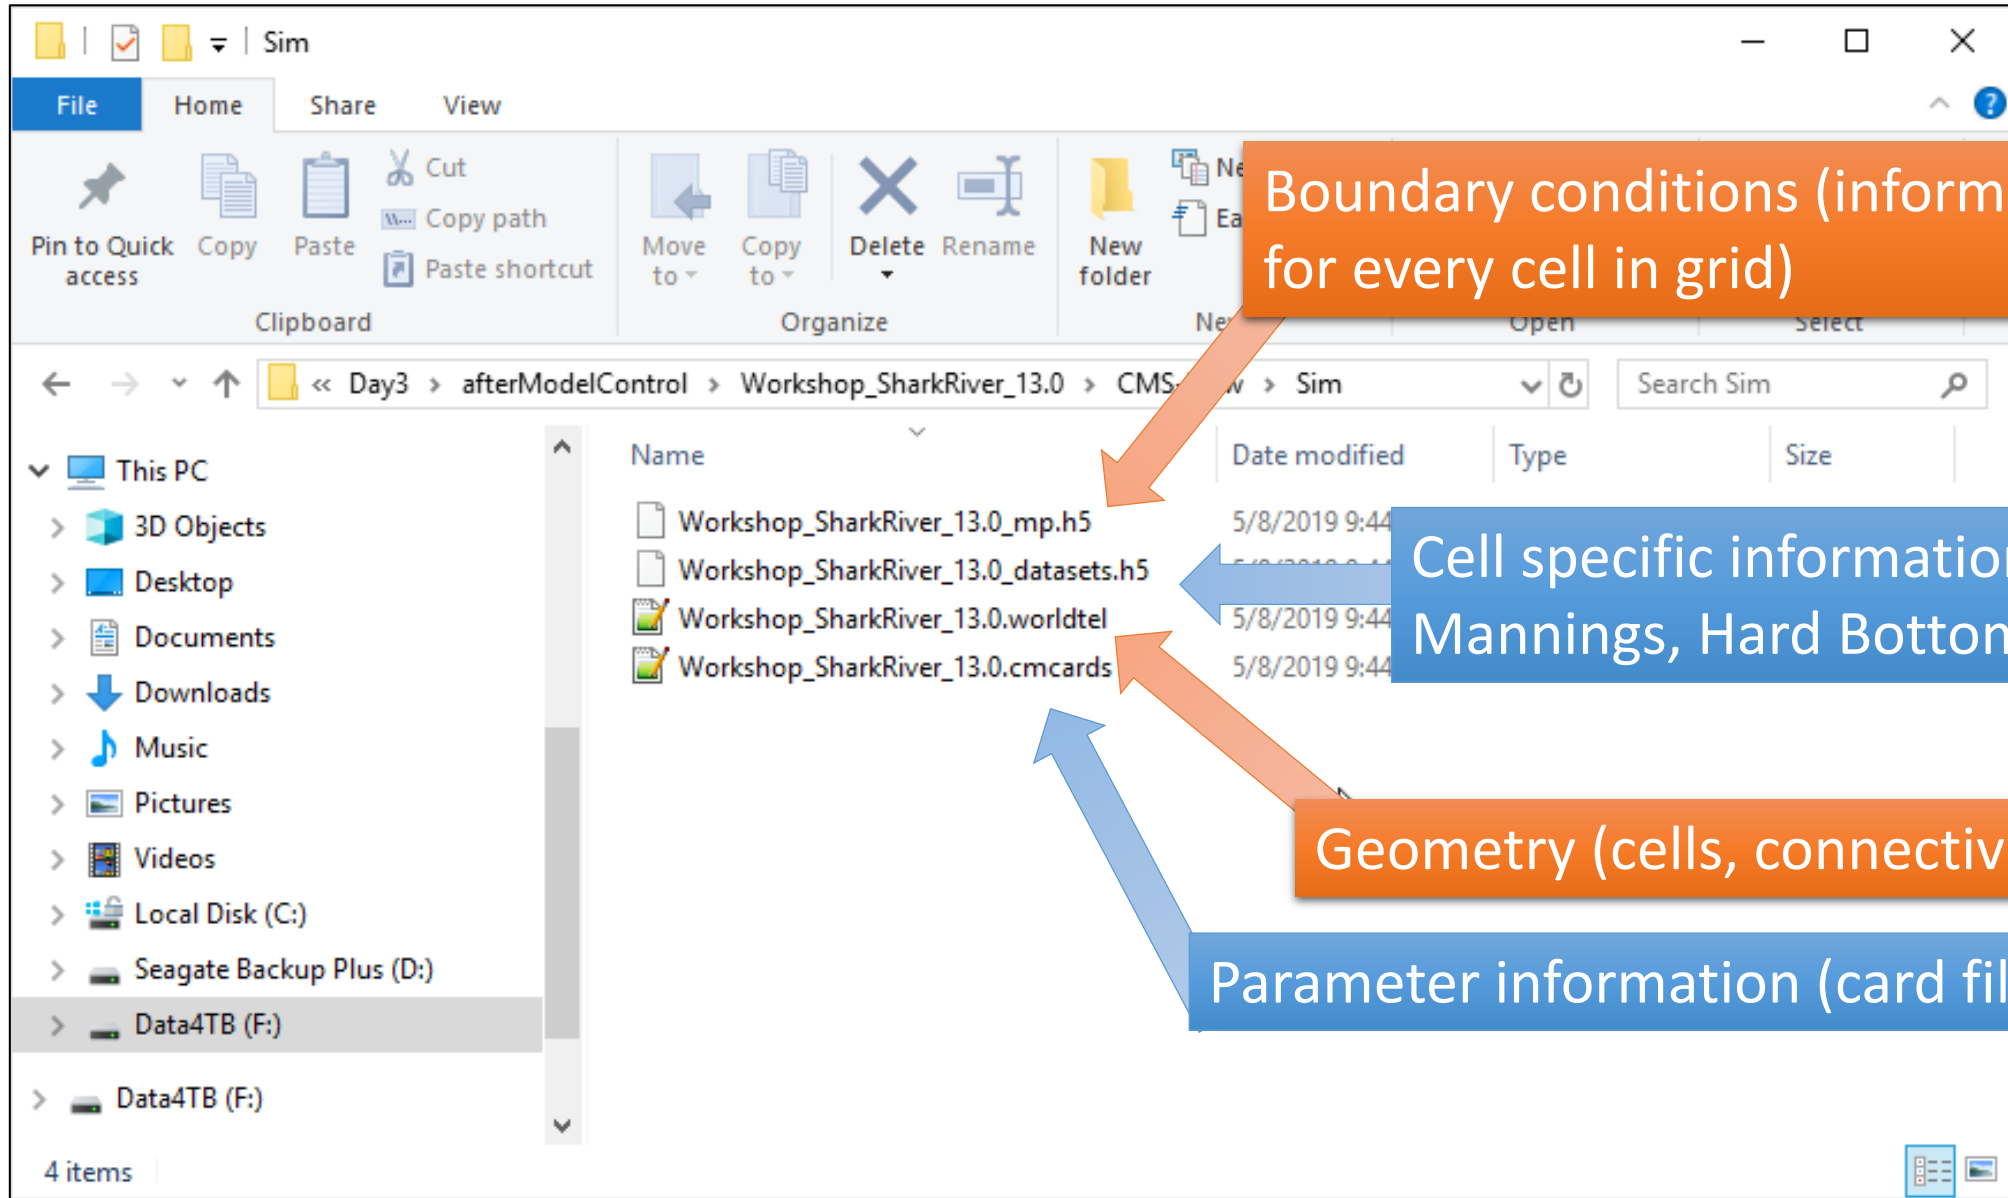 Sim
File Home Share View
Pin to Quick access
Copy
Paste
Cut
Copy path
Paste shortcut
Move to
Copy to
Delete
Rename
New folder
Clipboard
Organize
Open
Select
Boundary conditions (inform
for every cell in grid)
« Day3 > afterModelControl > Workshop_SharkRiver_13.0 > Sim
Search Sim
Name Date modified Type Size
This PC
3D Objects
Desktop
Documents
Downloads
Music
Pictures
Videos
Local Disk (C:)
Seagate Backup Plus (D:)
Data4TB (F:)
Data4TB (F:)
Workshop_SharkRiver_13.0_mp.h5 5/8/2019 9:44
Workshop_SharkRiver_13.0_datasets.h5
Workshop_SharkRiver_13.0.worldtel 5/8/2019 9:44
Workshop_SharkRiver_13.0.cmcards 5/8/2019 9:44
Cell specific information
Mannings, Hard Bottom
Geometry (cells, connectiv
Parameter information (card fil
4 items